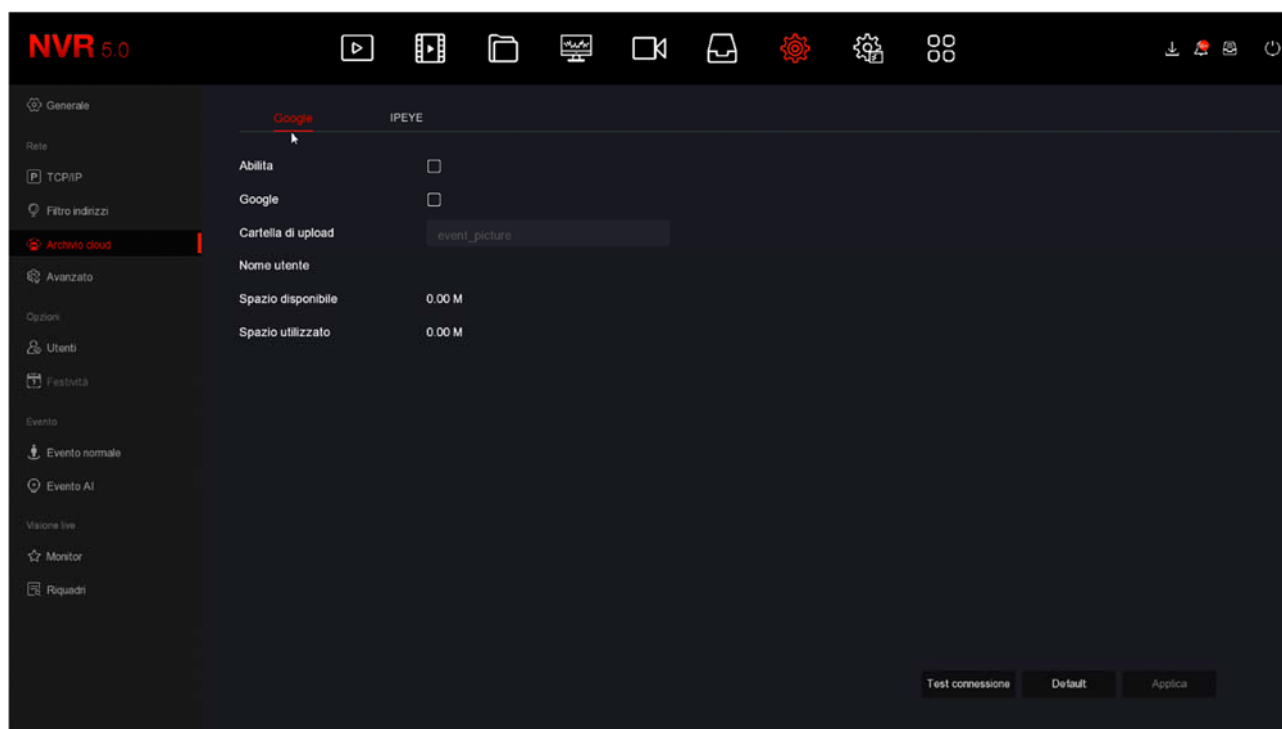 NVR 5.0
Generale
Rete
TCP/IP
Filtro indirizzi
Archivio cloud
Avanzato
Opzioni
Utenti
Festività
Evento
Evento normale
Evento AI
Visione live
Monitor
Riquadri
Google IPEYE
Abilita
Google
Cartella di upload event_picture
Nome utente
Spazio disponibile 0.00 M
Spazio utilizzato 0.00 M
Test connessione Default Applica